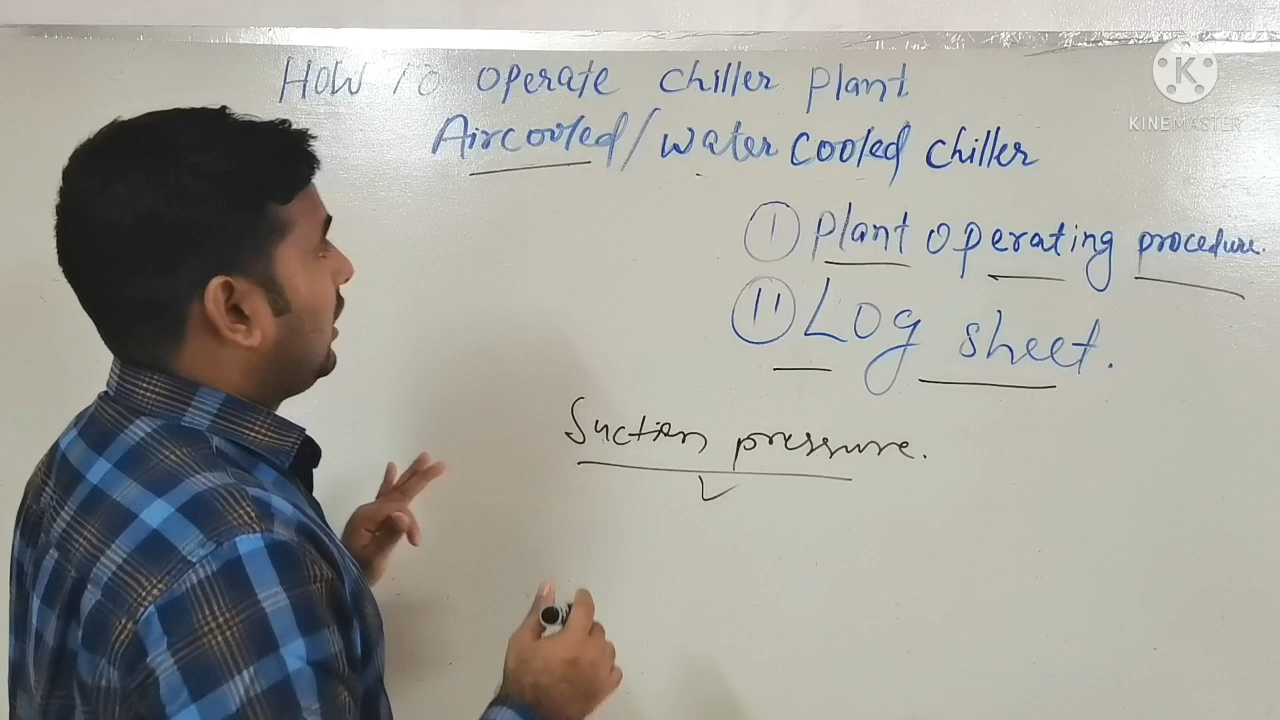 HOW TO operate chiller plant
Aircooled/water cooled chiller
I plant operating procedure.
II Log sheet.
Suction pressure.
K
KINEMASTER